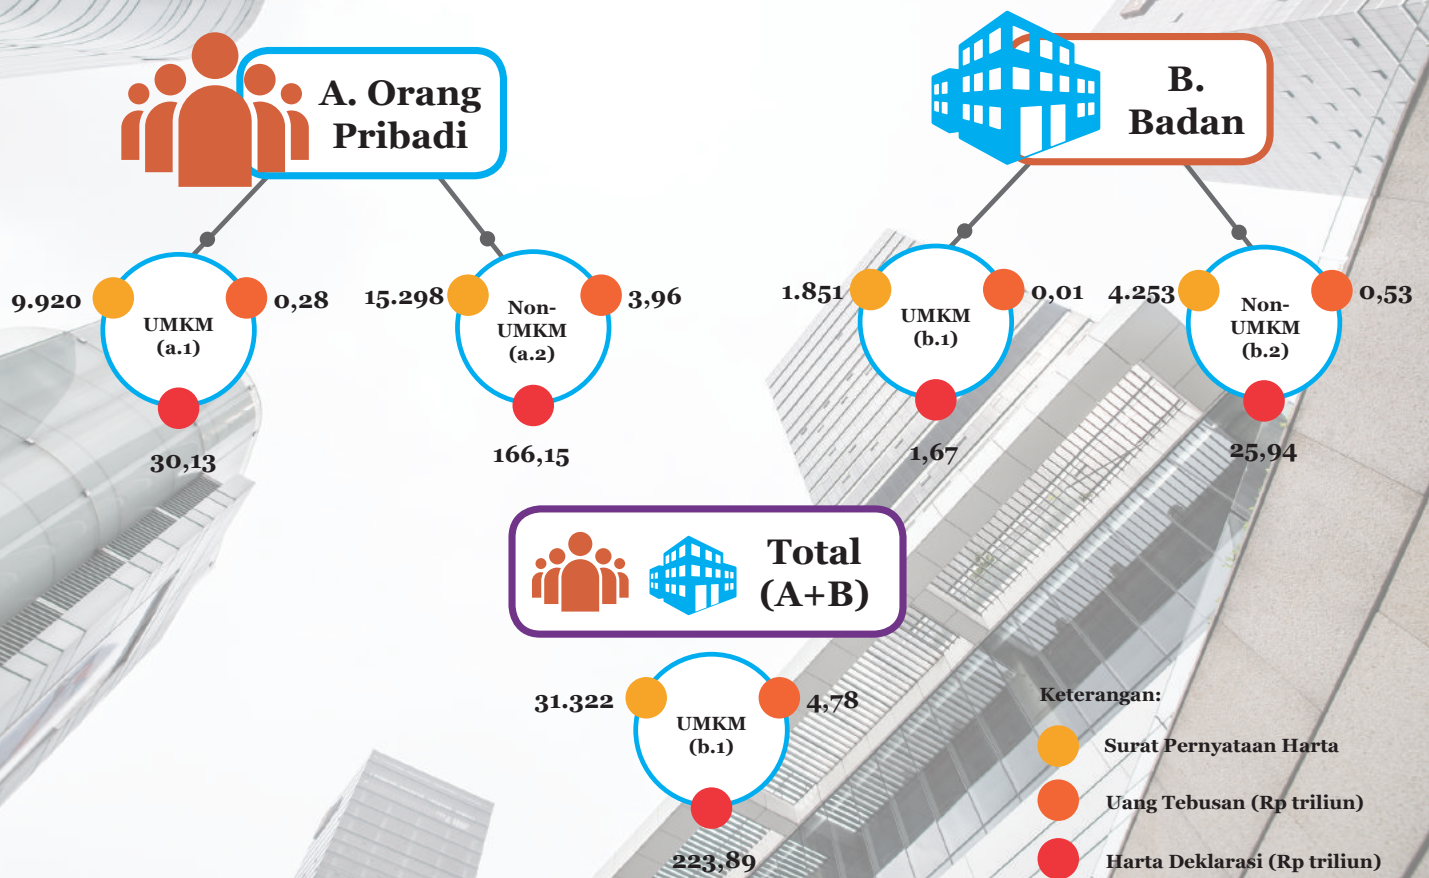 A. Orang
Pribadi
B.
Badan
9.920
0,28
UMKM
(a.1)
30,13
15.298
3,96
Non-
UMKM
(a.2)
166,15
1.851
0,01
UMKM
(b.1)
1,67
4.253
0,53
Non-
UMKM
(b.2)
25,94
Total
(A+B)
31.322
4,78
UMKM
(b.1)
223,89
Keterangan:
Surat Pernyataan Harta
Uang Tebusan (Rp triliun)
Harta Deklarasi (Rp triliun)